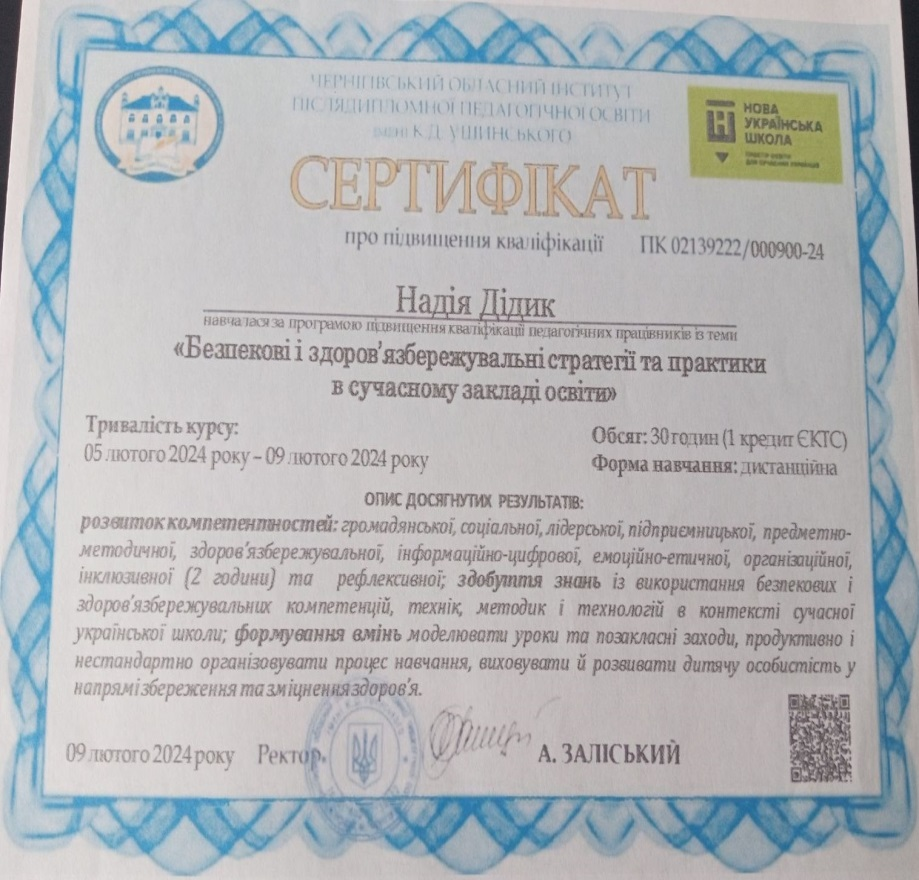 ЧЕРНІГІВСЬКИЙ ОБЛАСНИЙ ІНСТИТУТ
ПІСЛЯДИПЛОМНОЇ ПЕДАГОГІЧНОЇ ОСВІТИ
імені К.Д. УШИНСЬКОГО
НОВА
УКРАЇНСЬКА
ШКОЛА
СЕРТИФІКАТ
про підвищення кваліфікації ПК 02139222/000900-24
Надія Дідик
навчалася за програмою підвищення кваліфікації педагогічних працівників із теми
«Безпекові і здоров'язбережувальні стратегії та практики
в сучасному закладі освіти»
Тривалість курсу:
05 лютого 2024 року – 09 лютого 2024 року
Обсяг: 30 годин (1 кредит ЄКТС)
Форма навчання: дистанційна
ОПИС ДОСЯГНУТИХ РЕЗУЛЬТАТІВ:
розвиток компетентностей: громадянської, соціальної, лідерської, підприємницької, предметно-
методичної, здоров'язбережувальної, інформаційно-цифрової, емоційно-етичної, організаційної,
інклюзивної (2 години) та рефлексивної; здобуття знань із використання безпекових і
здоров'язбережувальних компетенцій, технік, методик і технологій в контексті сучасної
української школи; формування вмінь моделювати уроки та позакласні заходи, продуктивно і
нестандартно організовувати процес навчання, виховувати й розвивати дитячу особистість у
напрямі збереження та зміцнення здоров'я.
09 лютого 2024 року Ректор А. ЗАЛІСЬКИЙ